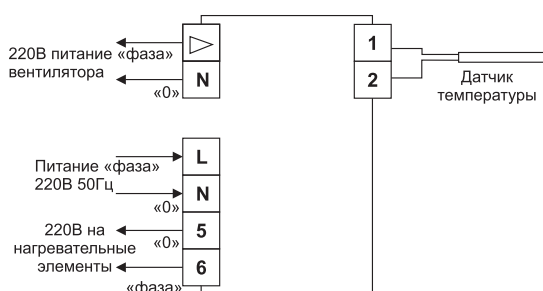 220В питание «фаза»
вентилятора
«0»
N
1
2
Датчик
температуры
Питание «фаза»
220В 50Гц
«0»
L
N
220В на
нагревательные
элементы
«0»
«фаза»
5
6